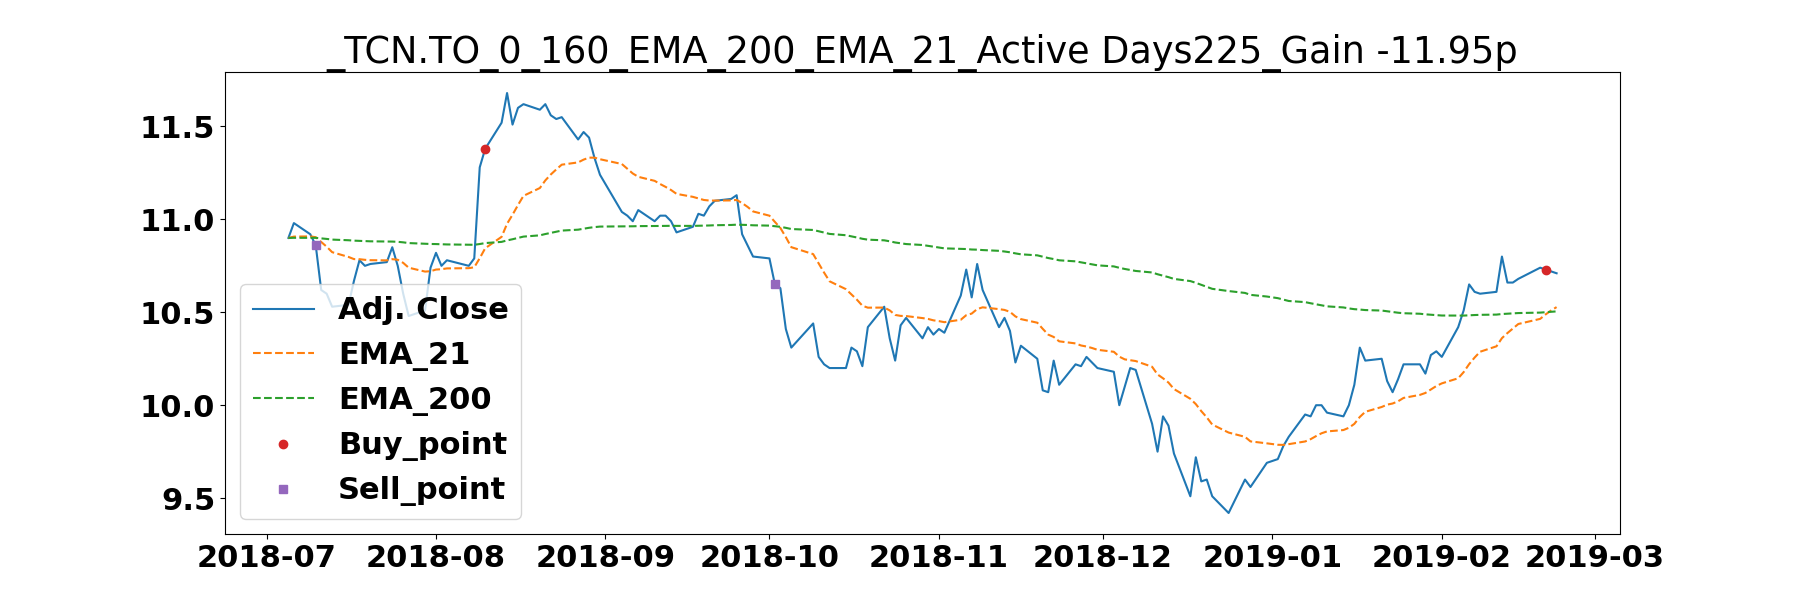 _TCN.TO_0_160_EMA_200_EMA_21_Active Days225_Gain -11.95p
11.5
11.0
10.5
10.0
9.5
Adj. Close
EMA_21
EMA_200
Buy_point
Sell_point
2018-07 2018-08 2018-09 2018-10 2018-11 2018-12 2019-01 2019-02 2019-03